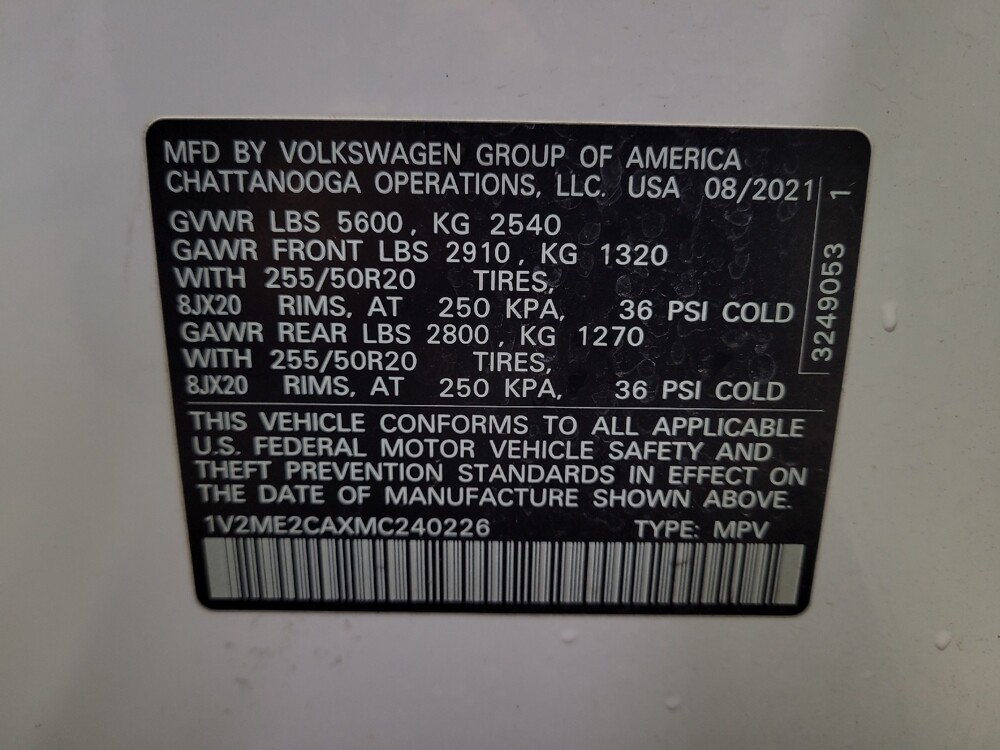 MFD BY VOLKSWAGEN GROUP OF AMERICA
CHATTANOOGA OPERATIONS, LLC. USA 08/2021
GVWR LBS 5600, KG 2540
GAWR FRONT LBS 2910, KG 1320
WITH 255/50R20 TIRES,
8JX20 RIMS, AT 250 KPA, 36 PSI COLD
GAWR REAR LBS 2800, KG 1270
WITH 255/50R20 TIRES,
8JX20 RIMS, AT 250 KPA, 36 PSI COLD
3249053 1
THIS VEHICLE CONFORMS TO ALL APPLICABLE
U.S. FEDERAL MOTOR VEHICLE SAFETY AND
THEFT PREVENTION STANDARDS IN EFFECT ON
THE DATE OF MANUFACTURE SHOWN ABOVE.
1V2ME2CAXMC240226 TYPE: MPV